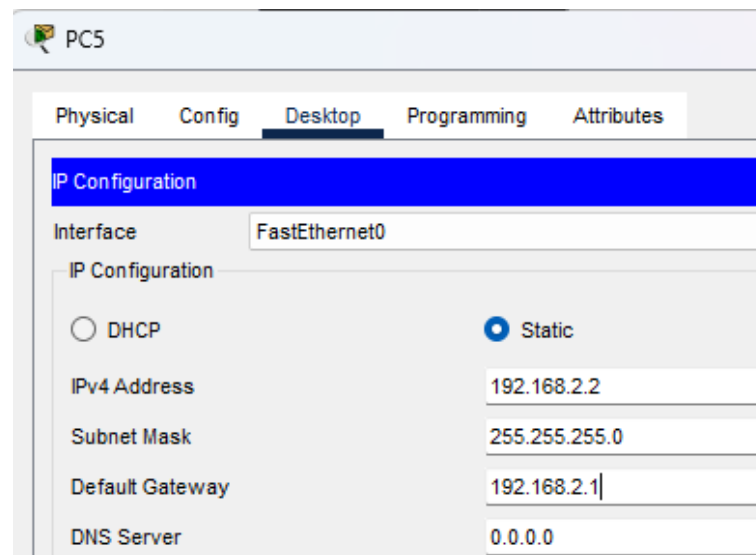 PC5
Physical Config Desktop Programming Attributes
IP Configuration
Interface FastEthernet0
IP Configuration
DHCP Static
IPv4 Address 192.168.2.2
Subnet Mask 255.255.255.0
Default Gateway 192.168.2.1
DNS Server 0.0.0.0